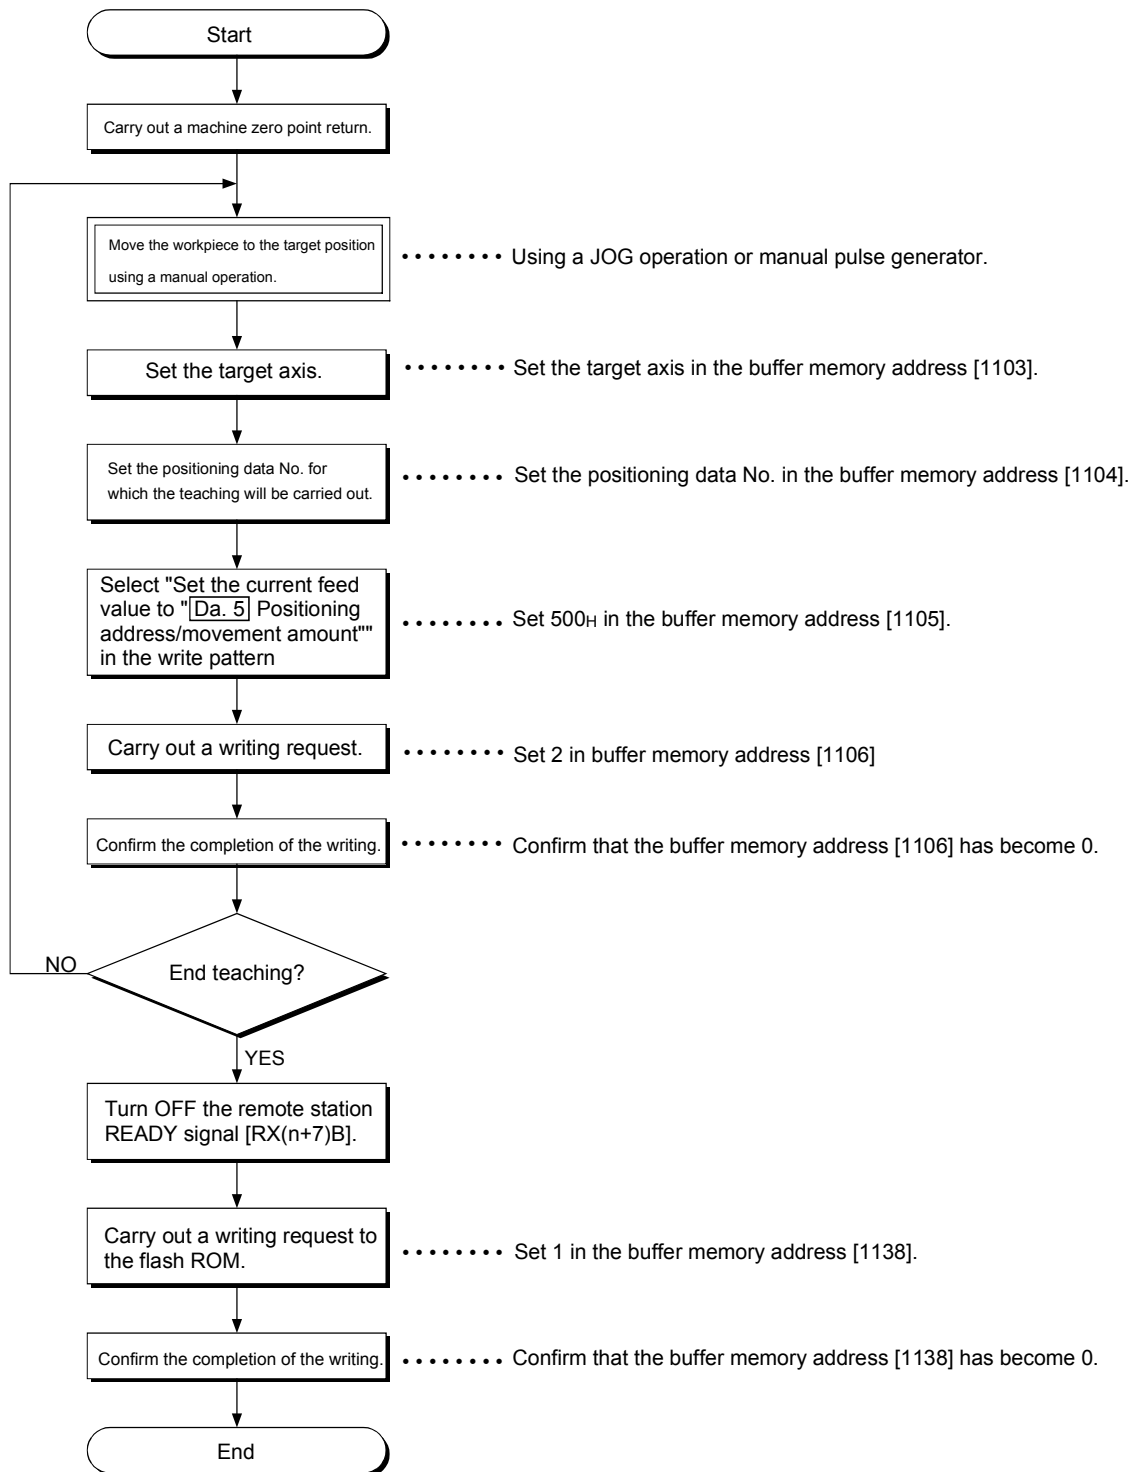 Start
Carry out a machine zero point return.
Move the workpiece to the target position
using a manual operation.
• • • • • • • • Using a JOG operation or manual pulse generator.
Set the target axis.
• • • • • • • • Set the target axis in the buffer memory address [1103].
Set the positioning data No. for
which the teaching will be carried out.
• • • • • • • • Set the positioning data No. in the buffer memory address [1104].
Select "Set the current feed
value to "Da. 5 Positioning
address/movement amount""
in the write pattern
• • • • • • • • Set 500H in the buffer memory address [1105].
Carry out a writing request.
• • • • • • • • Set 2 in buffer memory address [1106]
Confirm the completion of the writing.
• • • • • • • • Confirm that the buffer memory address [1106] has become 0.
NO
End teaching?
YES
Turn OFF the remote station
READY signal [RX(n+7)B].
Carry out a writing request to
the flash ROM.
• • • • • • • • Set 1 in the buffer memory address [1138].
Confirm the completion of the writing.
• • • • • • • • Confirm that the buffer memory address [1138] has become 0.
End